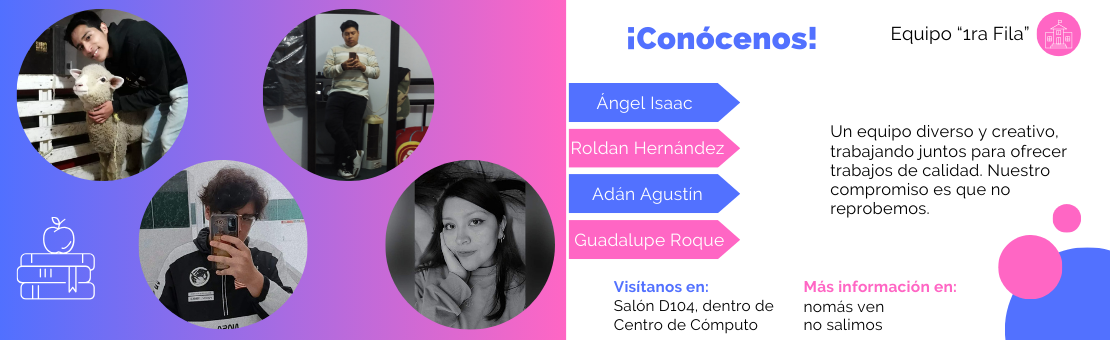 ¡Conócenos!
Equipo “1ra Fila”
Ángel Isaac
Roldan Hernández
Adán Agustín
Guadalupe Roque
Un equipo diverso y creativo,
trabajando juntos para ofrecer
trabajos de calidad. Nuestro
compromiso es que no
reprobemos.
Visítanos en:
Salón D104, dentro de
Centro de Cómputo
Más información en:
nomás ven
no salimos